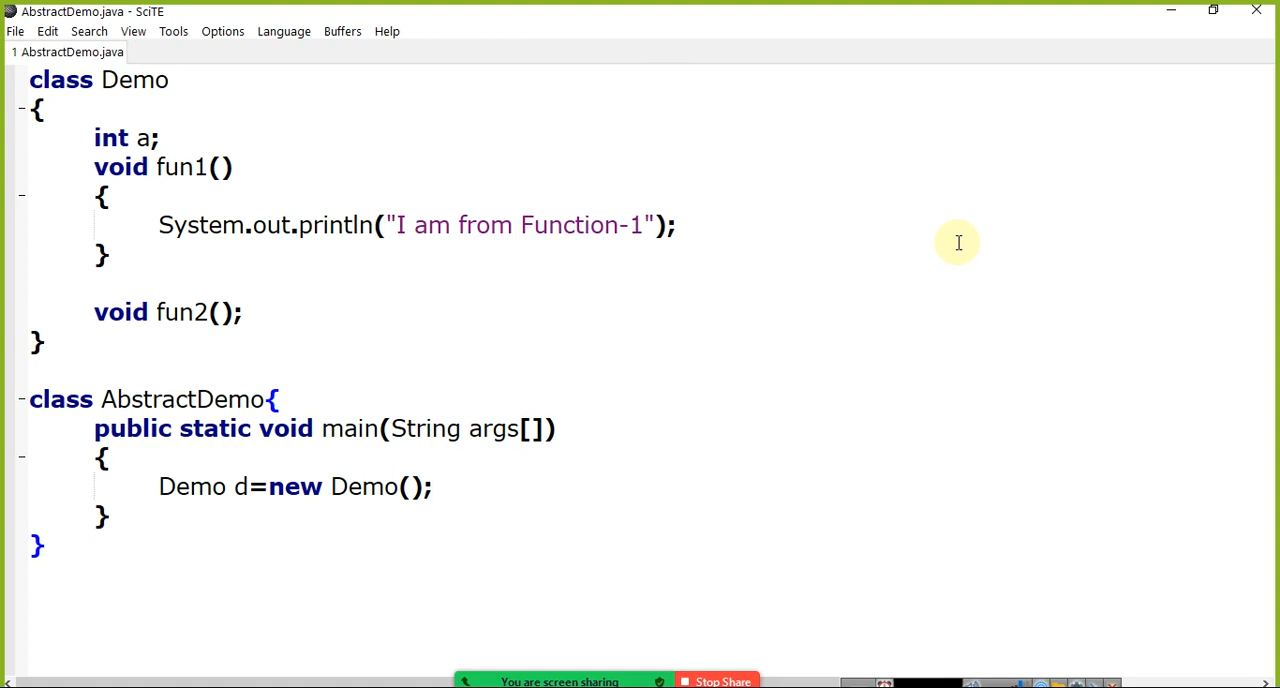 AbstractDemo.java - SciTE
File Edit Search View Tools Options Language Buffers Help
1 AbstractDemo.java
class Demo
{
int a;
void fun1()
{
System.out.println("I am from Function-1");
}
void fun2();
}
class AbstractDemo{
public static void main(String args[])
{
Demo d=new Demo();
}
}
You are screen sharing Stop Share